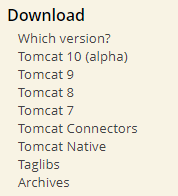 Download
Which version?
Tomcat 10 (alpha)
Tomcat 9
Tomcat 8
Tomcat 7
Tomcat Connectors
Tomcat Native
Taglibs
Archives